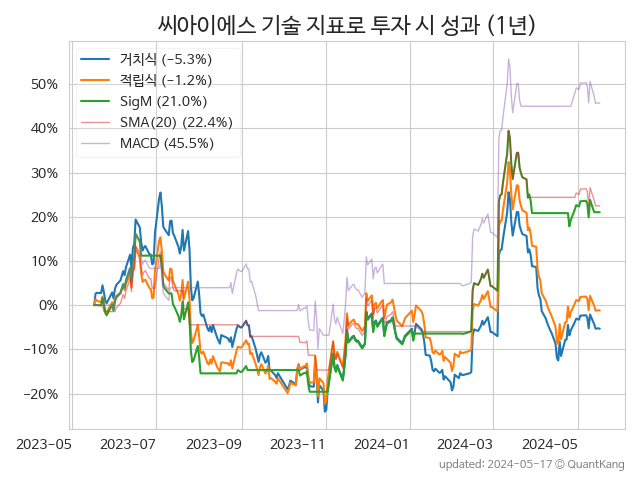 씨아이에스 기술 지표로 투자 시 성과 (1년)
거치식 (−5.3%)
적립식 (−1.2%)
SigM (21.0%)
SMA(20) (22.4%)
MACD (45.5%)
50%
40%
30%
20%
10%
0%
−10%
−20%
2023−05 2023−07 2023−09 2023−11 2024−01 2024−03 2024−05
updated: 2024−05−17 © QuantKang